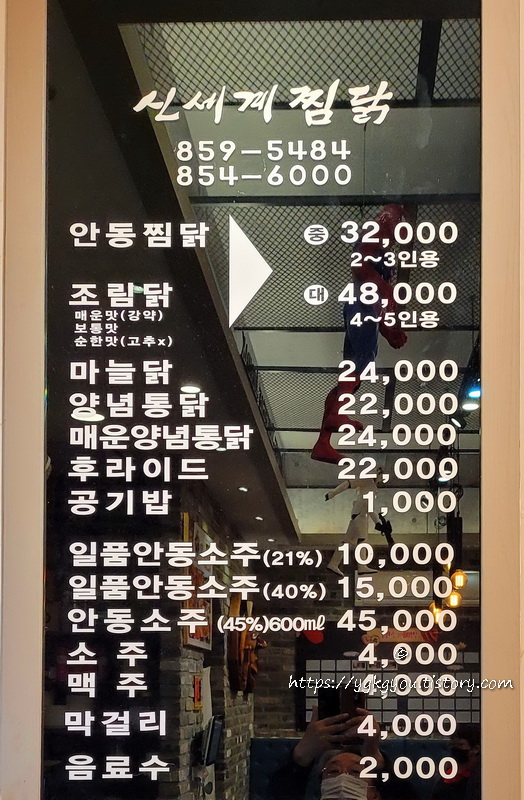 신세계찜닭
859-5484
854-6000
안동찜닭 중 32,000
2~3인용
조림닭 대 48,000
매운맛(강약) 4~5인용
보통맛
순한맛(고추x)
마늘닭 24,000
양념통닭 22,000
매운양념통닭 24,000
후라이드 22,000
공기밥 1,000
일품안동소주(21%) 10,000
일품안동소주(40%) 15,000
안동소주 (45%)600㎖ 45,000
소 주 4,000
맥 주
https://yakgyo.tistory.com
막걸리 4,000
음료수 2,000